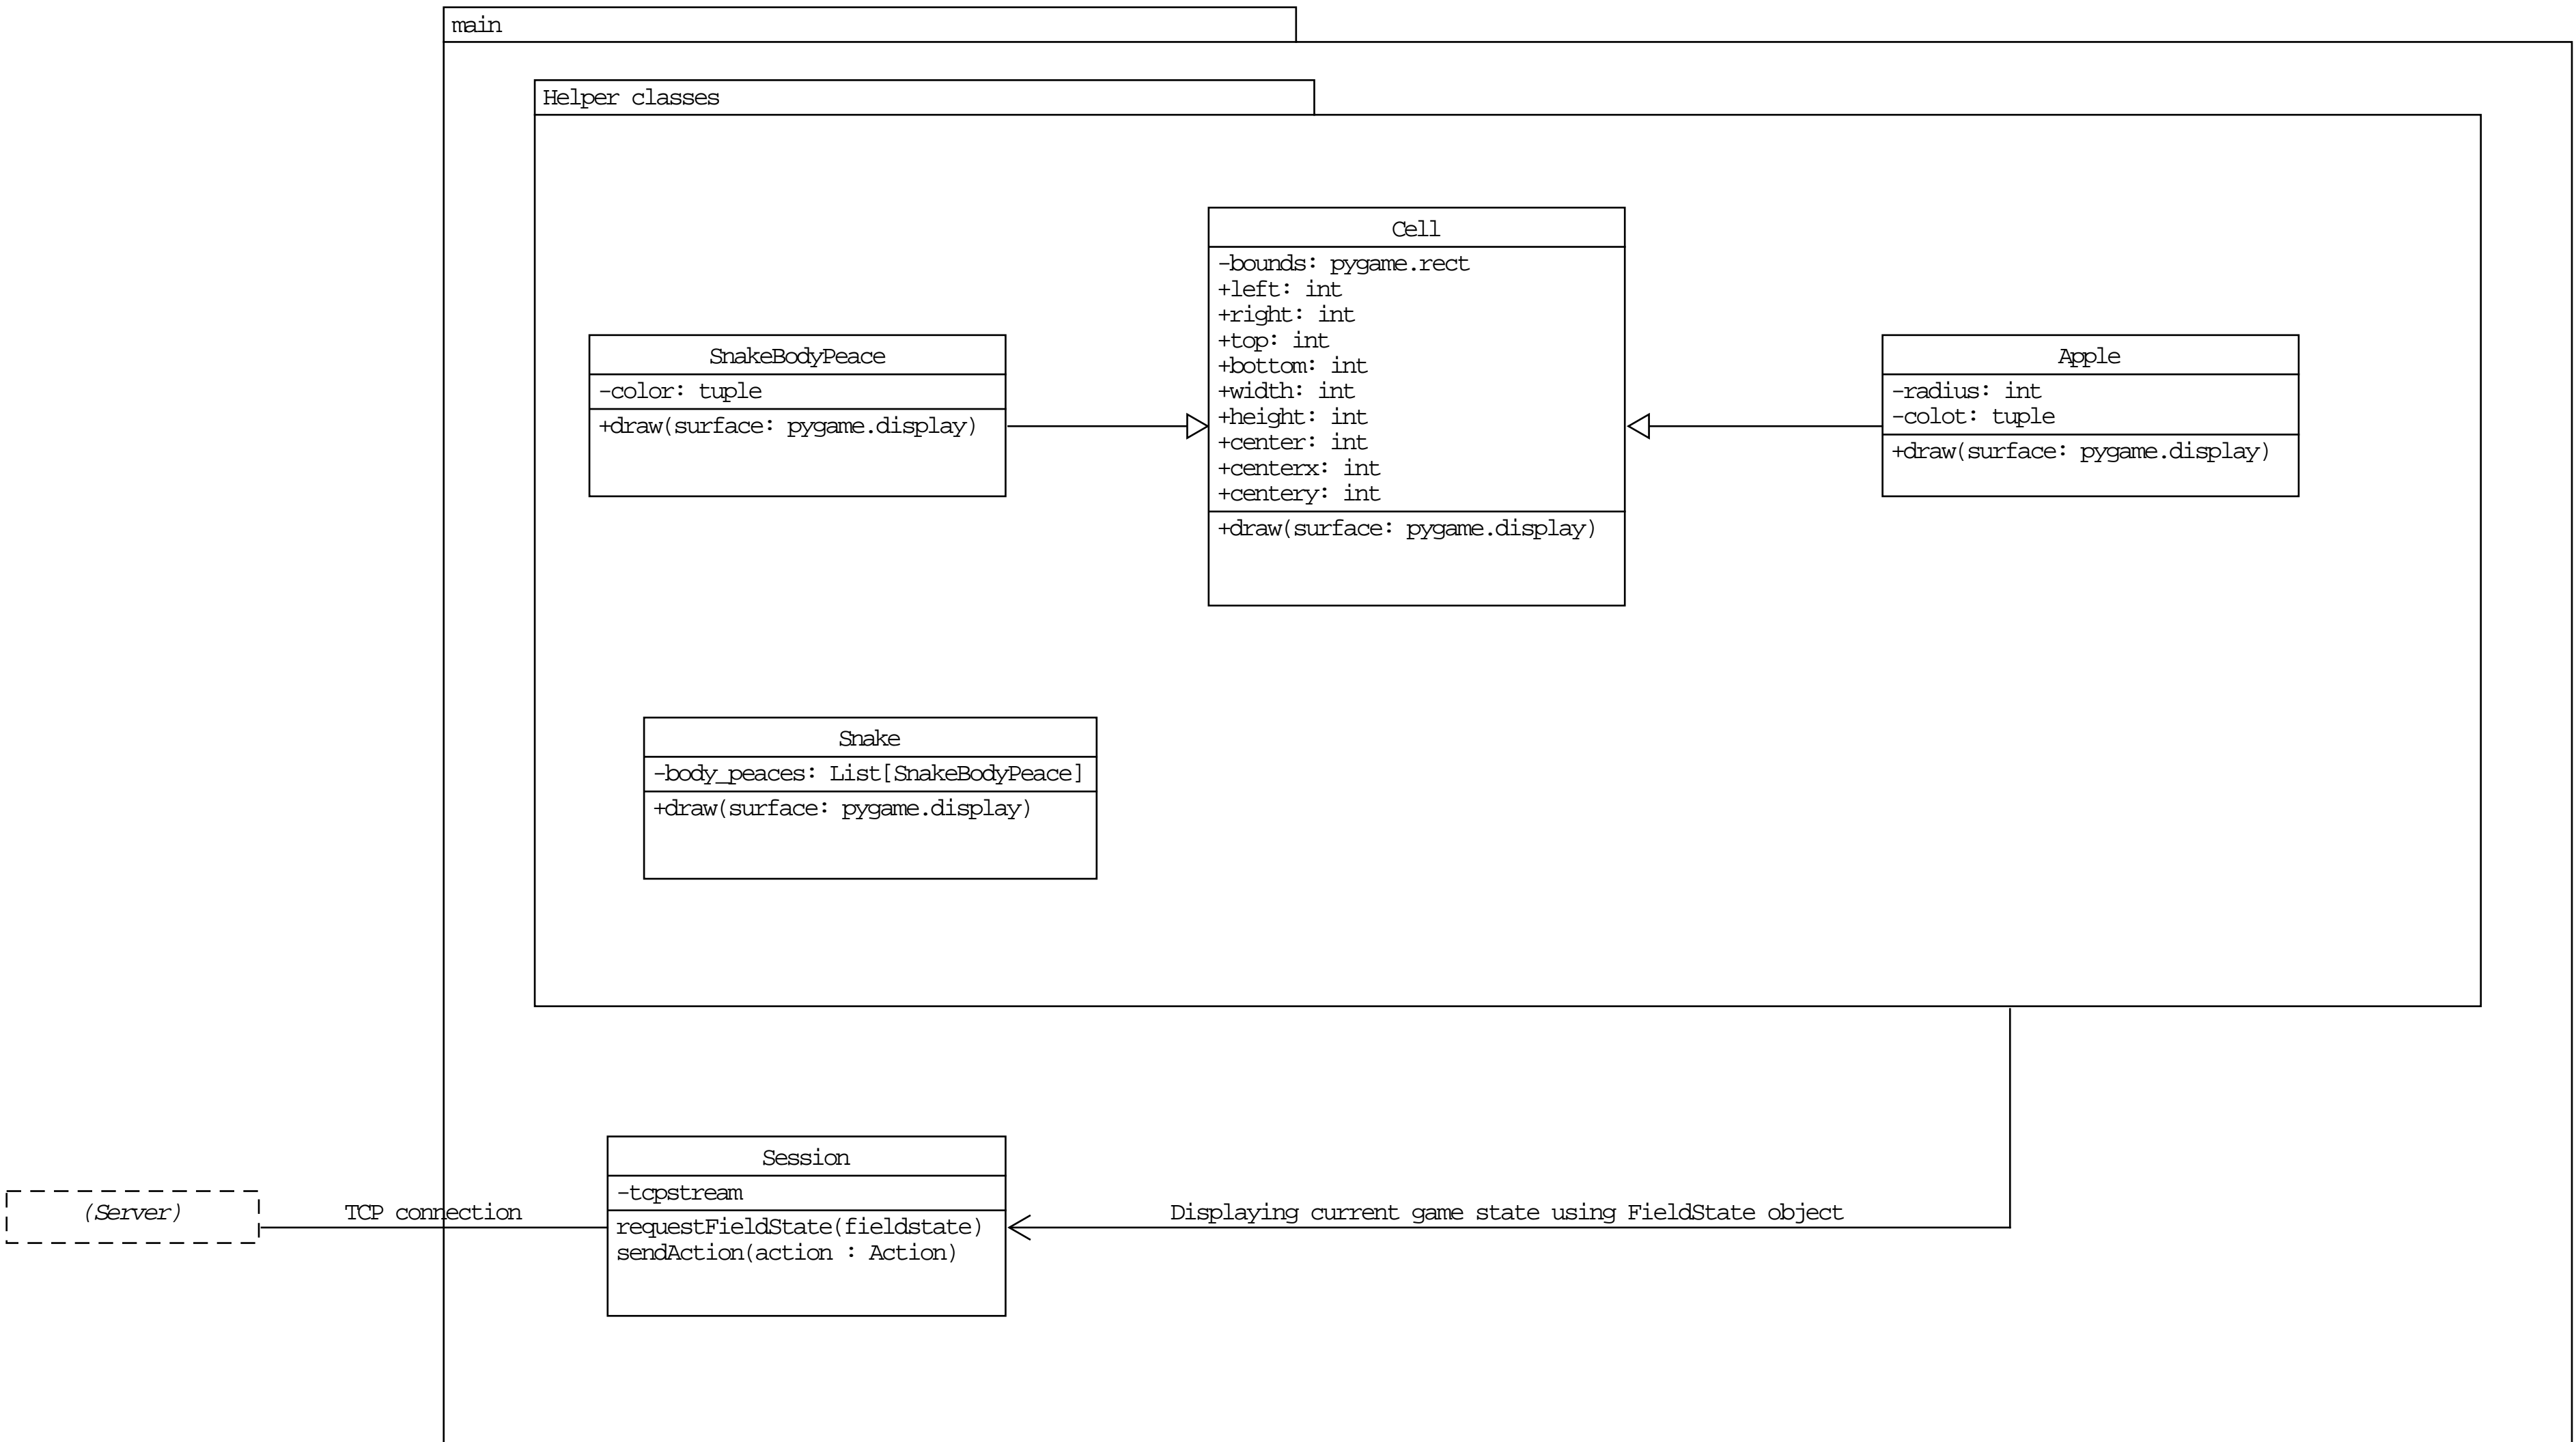 main
Helper classes
Cell
-bounds: pygame.rect
+left: int
+right: int
+top: int
+bottom: int
+width: int
+height: int
+center: int
+centerx: int
+centery: int
+draw(surface: pygame.display)
SnakeBodyPeace
-color: tuple
+draw(surface: pygame.display)
Apple
-radius: int
-colot: tuple
+draw(surface: pygame.display)
Snake
-body_peaces: List[SnakeBodyPeace]
+draw(surface: pygame.display)
Session
-tcpstream
requestFieldState(fieldstate)
sendAction(action : Action)
(Server)
TCP connection
Displaying current game state using FieldState object